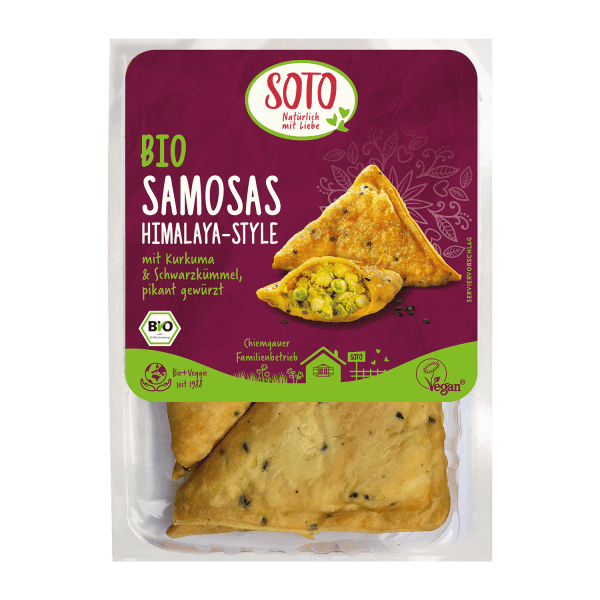 SOTO
Natürlich
mit Liebe
BIO
SAMOSAS
HIMALAYA-STYLE
mit Kurkuma
& Schwarzkümmel,
pikant gewürzt
SERVIERVORSCHLAG
BIO
Chiemgauer
Familienbetrieb
SOTO
Bio+Veggie
seit 1988
Vegan